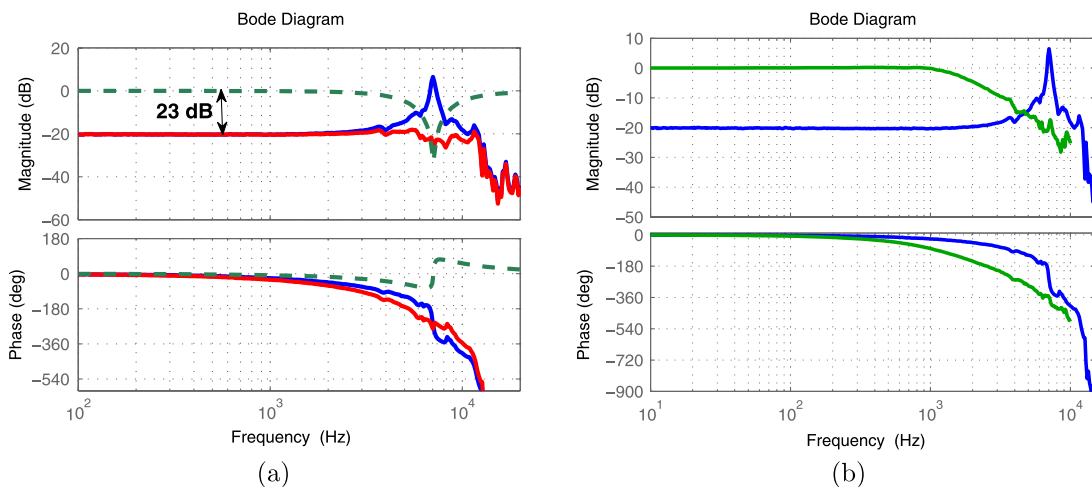 Bode Diagram
20
0
−20
−40
−60
Magnitude (dB)
23 dB
180
0
−180
−360
−540
Phase (deg)
10^2
10^3
10^4
Frequency (Hz)
(a)
Bode Diagram
10
0
−10
−20
−30
−40
−50
Magnitude (dB)
0
−180
−360
−540
−720
−900
Phase (deg)
10^1
10^2
10^3
10^4
Frequency (Hz)
(b)